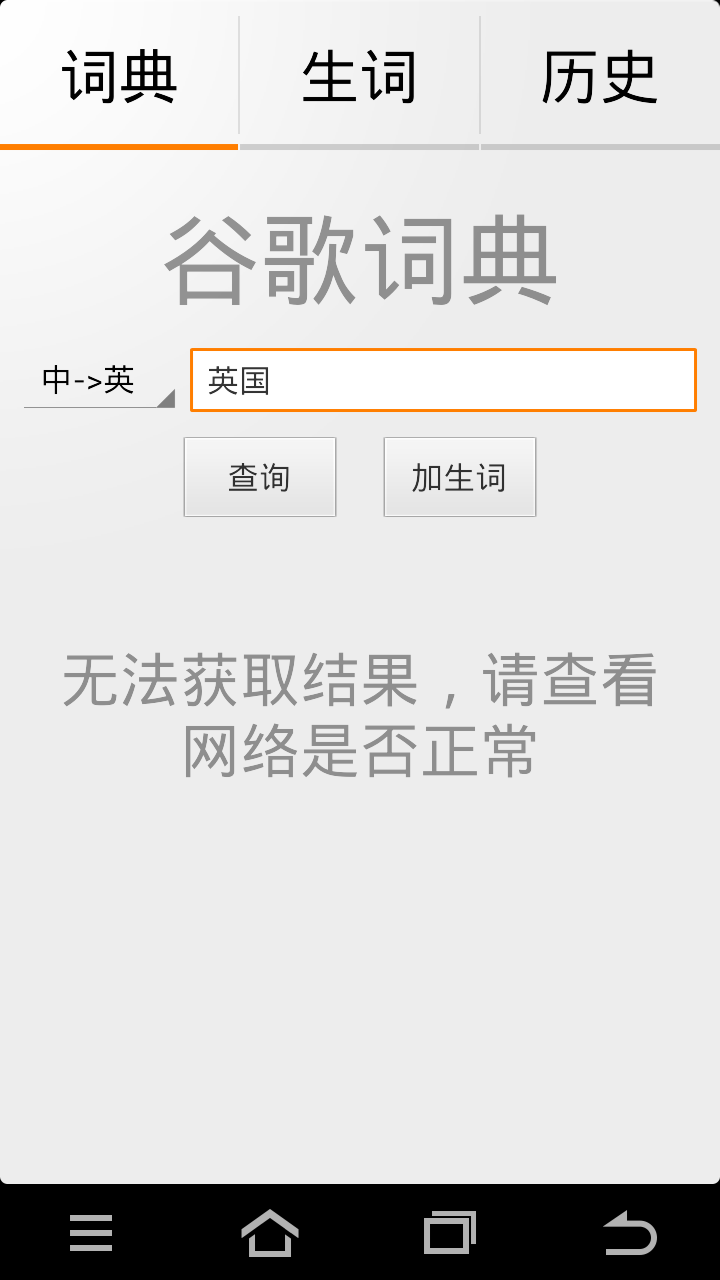 词典 生词 历史
谷歌词典
中->英 英国
查询 加生词
无法获取结果，请查看
网络是否正常